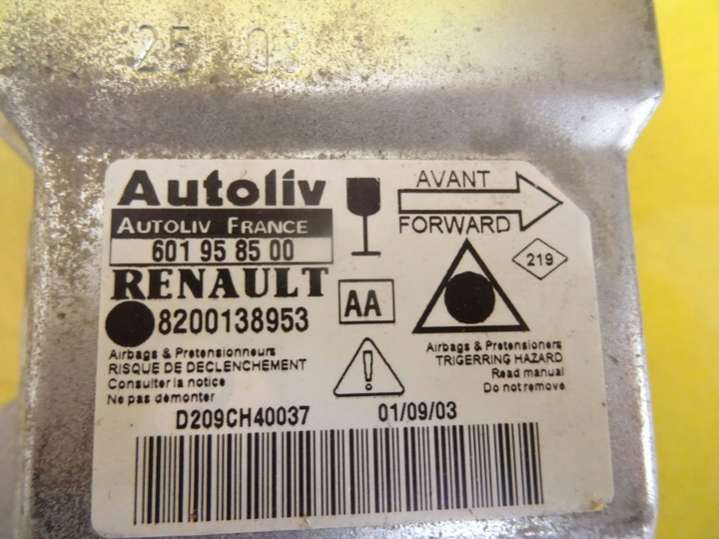 25 03
Autoliv
AUTOLIV FRANCE
601 95 85 00
RENAULT
8200138953
AA
AVANT
FORWARD
219
Airbags & Pretensionneurs
RISQUE DE DECLENCHEMENT
Consulter la notice
Ne pas démonter
Airbags & Pretensioners
TRIGERRING HAZARD
Read manual
Do not remove
D209CH40037
01/09/03